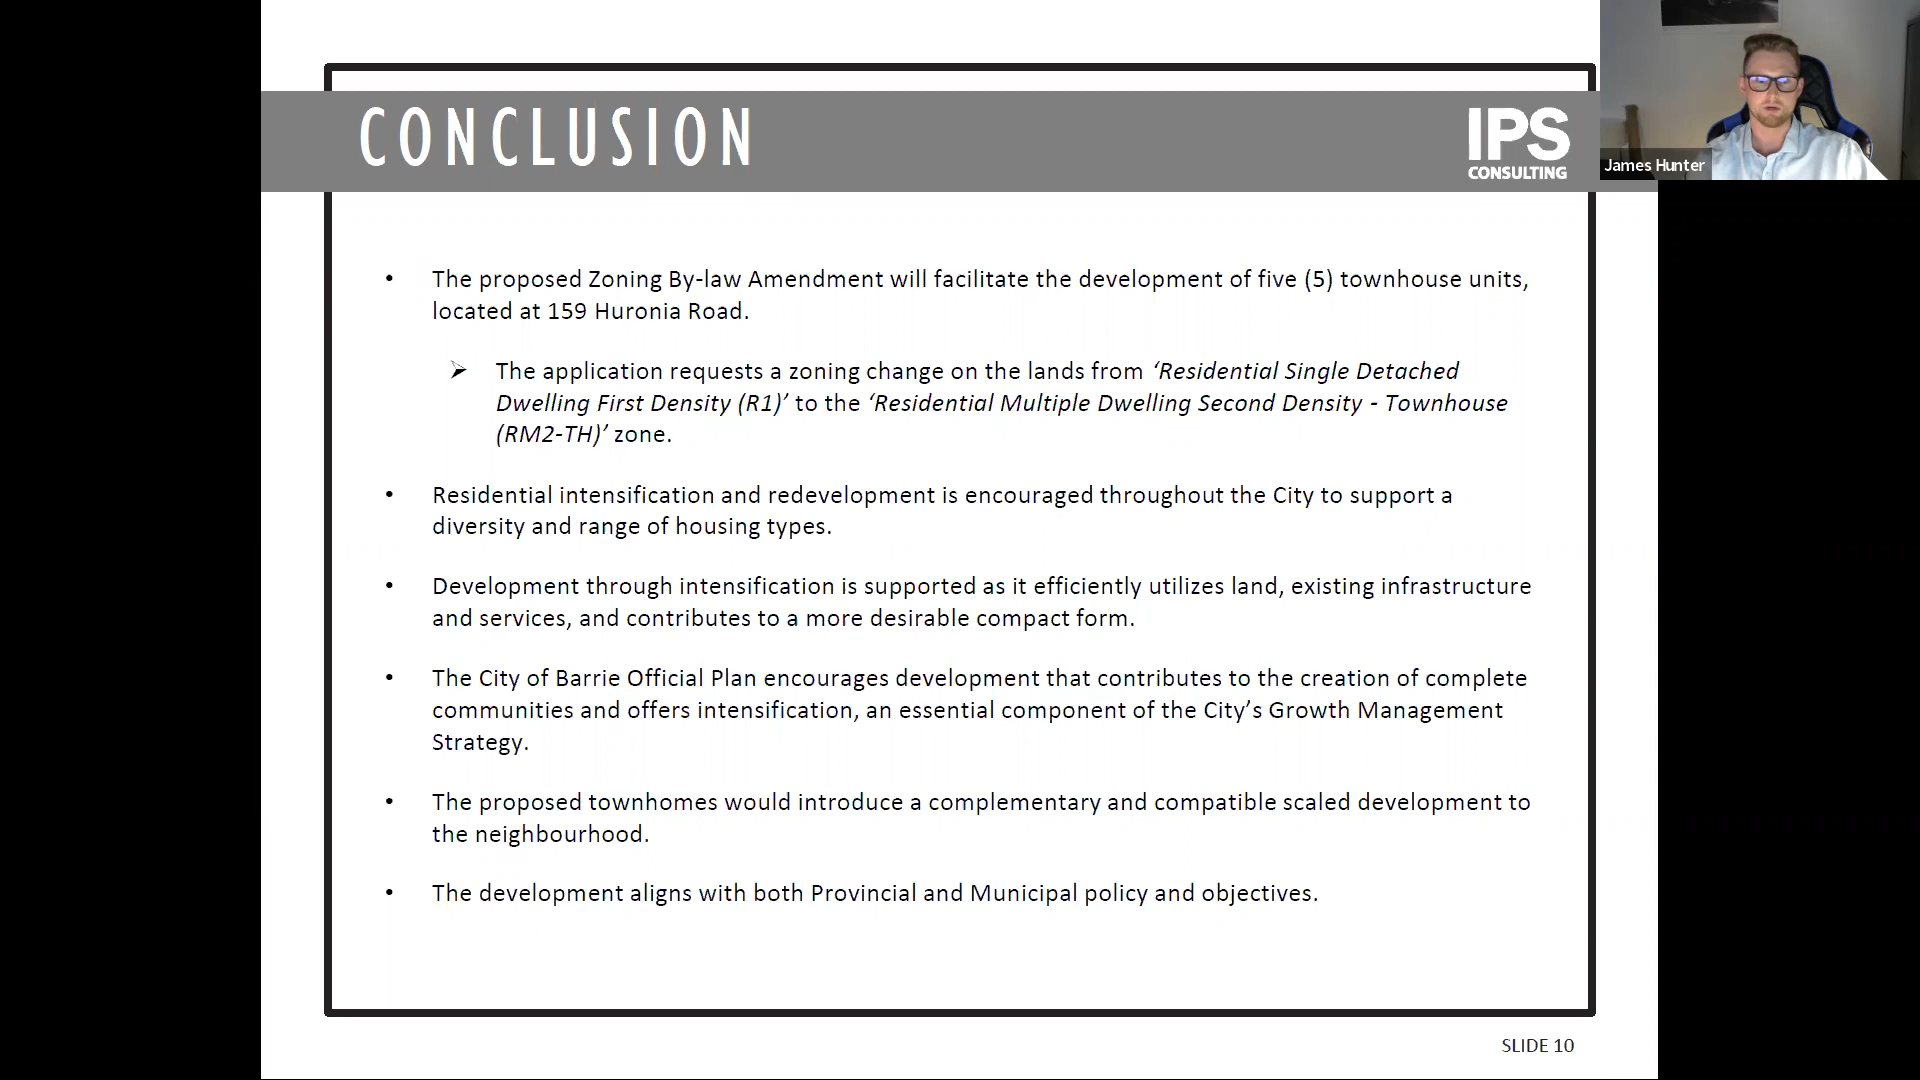 CONCLUSION
IPS
CONSULTING
James Hunter
• The proposed Zoning By-law Amendment will facilitate the development of five (5) townhouse units,
located at 159 Huronia Road.
➢ The application requests a zoning change on the lands from ‘Residential Single Detached
Dwelling First Density (R1)’ to the ‘Residential Multiple Dwelling Second Density - Townhouse
(RM2-TH)’ zone.
• Residential intensification and redevelopment is encouraged throughout the City to support a
diversity and range of housing types.
• Development through intensification is supported as it efficiently utilizes land, existing infrastructure
and services, and contributes to a more desirable compact form.
• The City of Barrie Official Plan encourages development that contributes to the creation of complete
communities and offers intensification, an essential component of the City’s Growth Management
Strategy.
• The proposed townhomes would introduce a complementary and compatible scaled development to
the neighbourhood.
• The development aligns with both Provincial and Municipal policy and objectives.
SLIDE 10